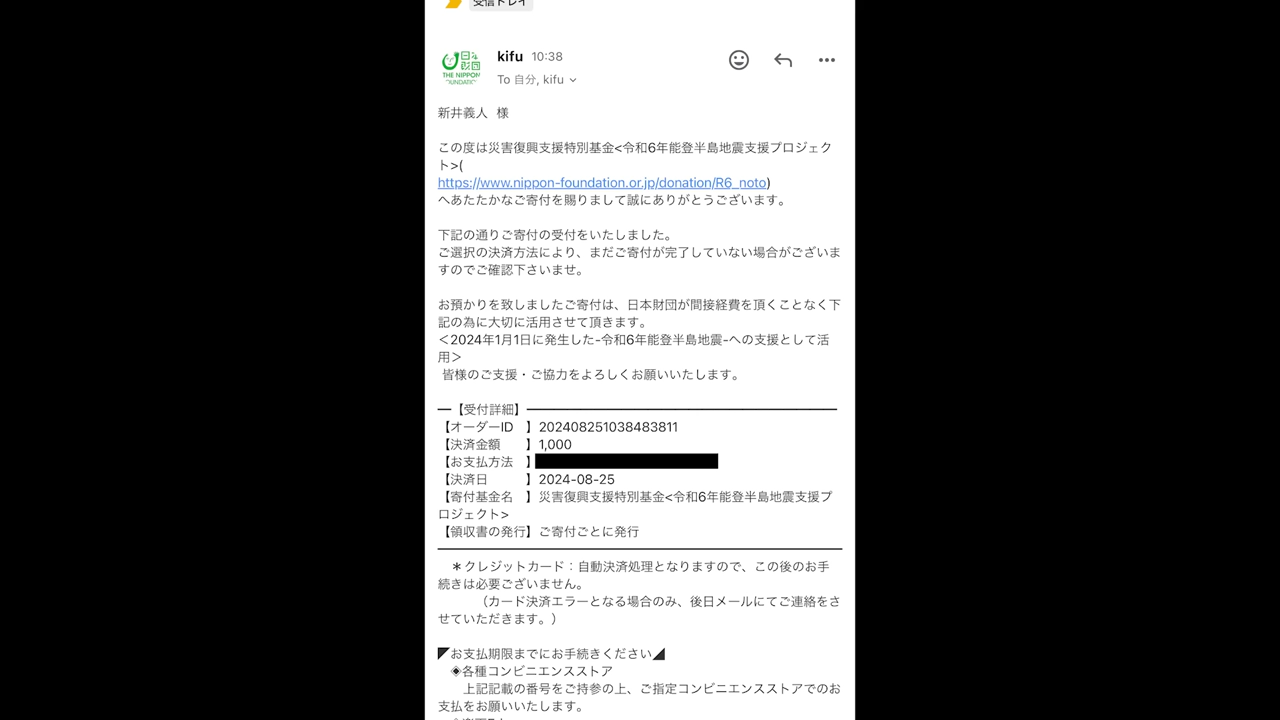 受信トレイ
日本
財団
THE NIPPON
FOUNDATION
kifu 10:38
To 自分, kifu
新井義人 様
この度は災害復興支援特別基金<令和6年能登半島地震支援プロジェク
ト>(
https://www.nippon-foundation.or.jp/donation/R6_noto)
へあたたかなご寄付を賜りまして誠にありがとうございます。
下記の通りご寄付の受付をいたしました。
ご選択の決済方法により、まだご寄付が完了していない場合がございま
すのでご確認下さいませ。
お預かりを致しましたご寄付は、日本財団が間接経費を頂くことなく下
記の為に大切に活用させて頂きます。
＜2024年1月1日に発生した-令和6年能登半島地震-への支援として活
用＞
皆様のご支援・ご協力をよろしくお願いいたします。
━【受付詳細】━━━━━━━━━━━━━━━━━━━━━━━━
【オーダーID 】202408251038483811
【決済金額 】1,000
【お支払方法 】
【決済日 】2024-08-25
【寄付基金名 】災害復興支援特別基金<令和6年能登半島地震支援プ
ロジェクト>
【領収書の発行】ご寄付ごとに発行
＊クレジットカード：自動決済処理となりますので、この後のお手
続きは必要ございません。
（カード決済エラーとなる場合のみ、後日メールにてご連絡をさ
せていただきます。）
◤お支払期限までにお手続きください◢
◈各種コンビニエンスストア
上記記載の番号をご持参の上、ご指定コンビニエンスストアでのお
支払をお願いいたします。